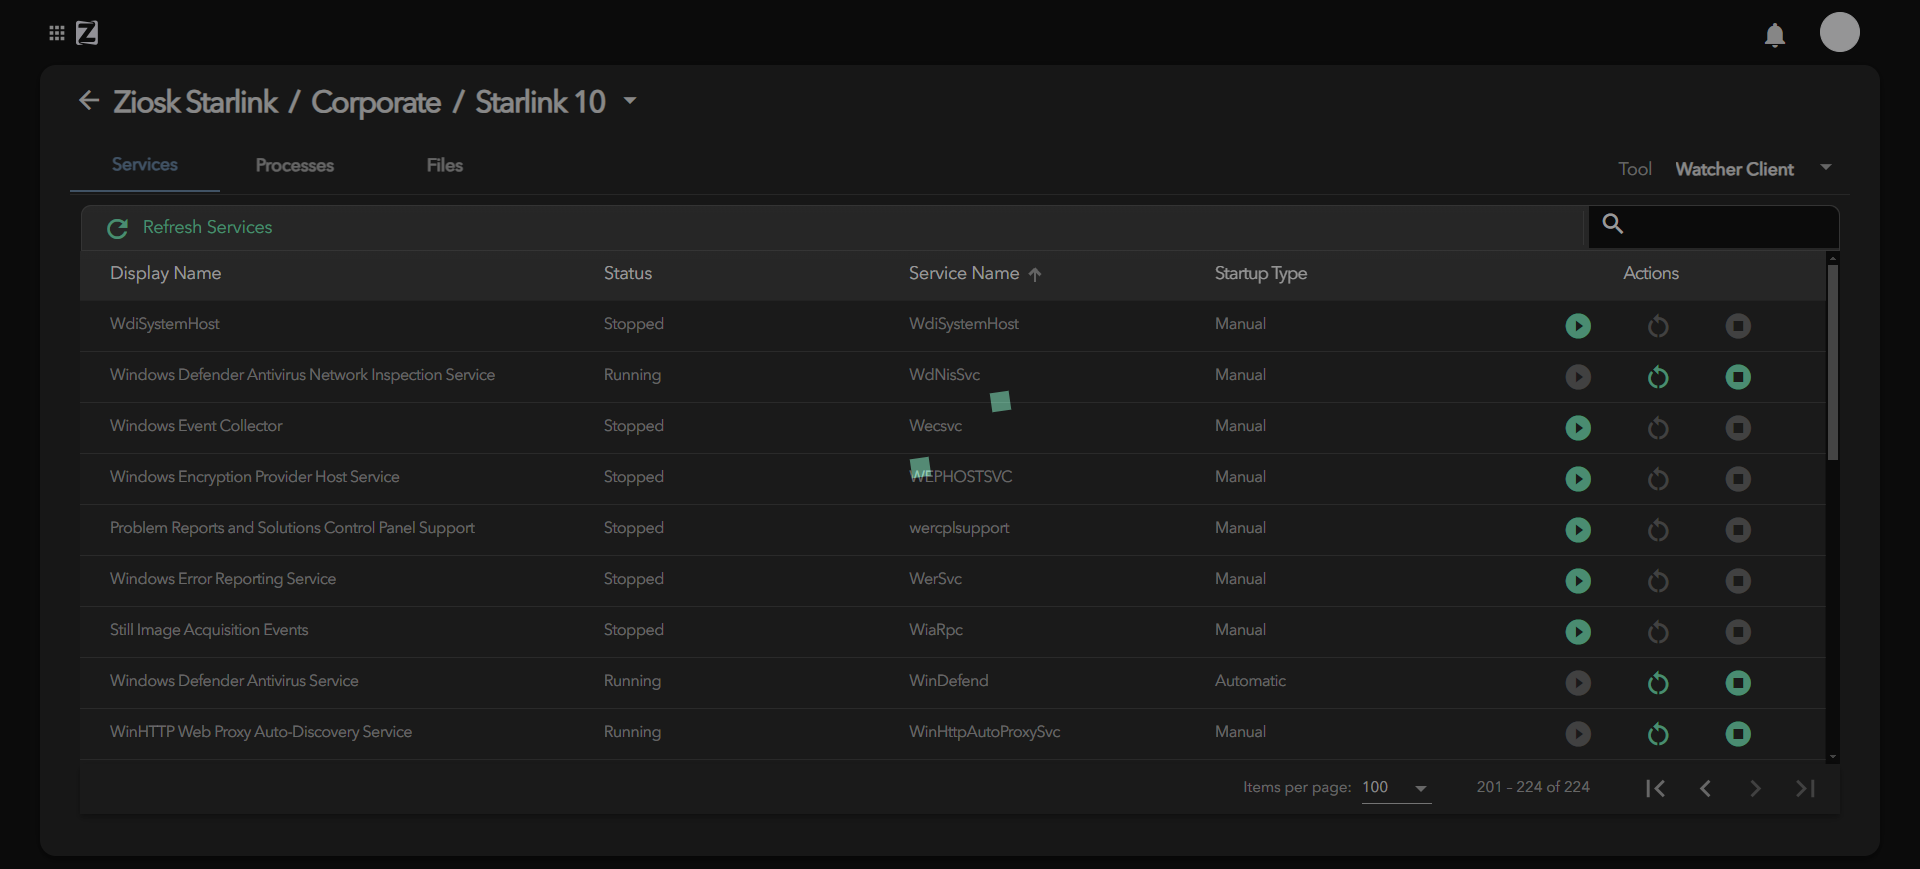 Z
Ziosk Starlink / Corporate / Starlink 10
Services Processes Files Tool Watcher Client
Refresh Services
Display Name Status Service Name Startup Type Actions
WdiSystemHost Stopped WdiSystemHost Manual
Windows Defender Antivirus Network Inspection Service Running WdNisSvc Manual
Windows Event Collector Stopped Wecsvc Manual
Windows Encryption Provider Host Service Stopped WEPHOSTSVC Manual
Problem Reports and Solutions Control Panel Support Stopped wercplsupport Manual
Windows Error Reporting Service Stopped WerSvc Manual
Still Image Acquisition Events Stopped WiaRpc Manual
Windows Defender Antivirus Service Running WinDefend Automatic
WinHTTP Web Proxy Auto-Discovery Service Running WinHttpAutoProxySvc Manual
Items per page: 100 201 - 224 of 224